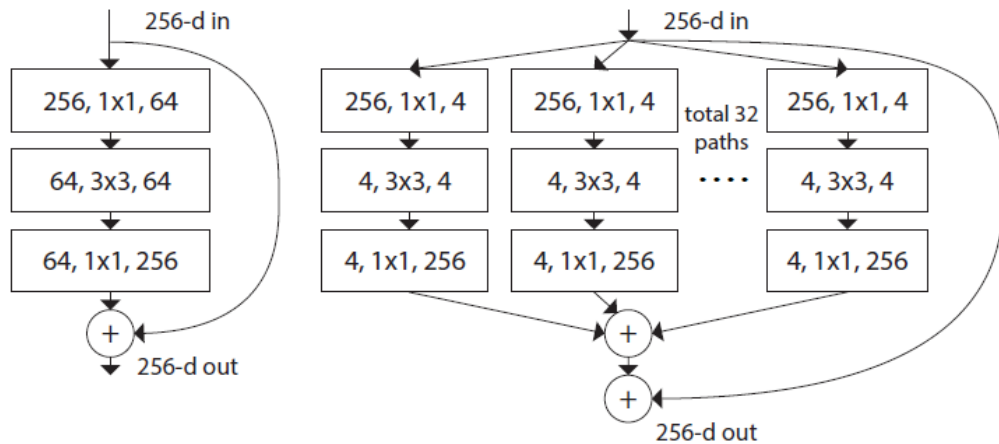 256-d in
256, 1x1, 64
64, 3x3, 64
64, 1x1, 256
+
256-d out
256-d in
256, 1x1, 4
256, 1x1, 4
total 32
paths
256, 1x1, 4
4, 3x3, 4
4, 3x3, 4
....
4, 3x3, 4
4, 1x1, 256
4, 1x1, 256
4, 1x1, 256
+
+
256-d out